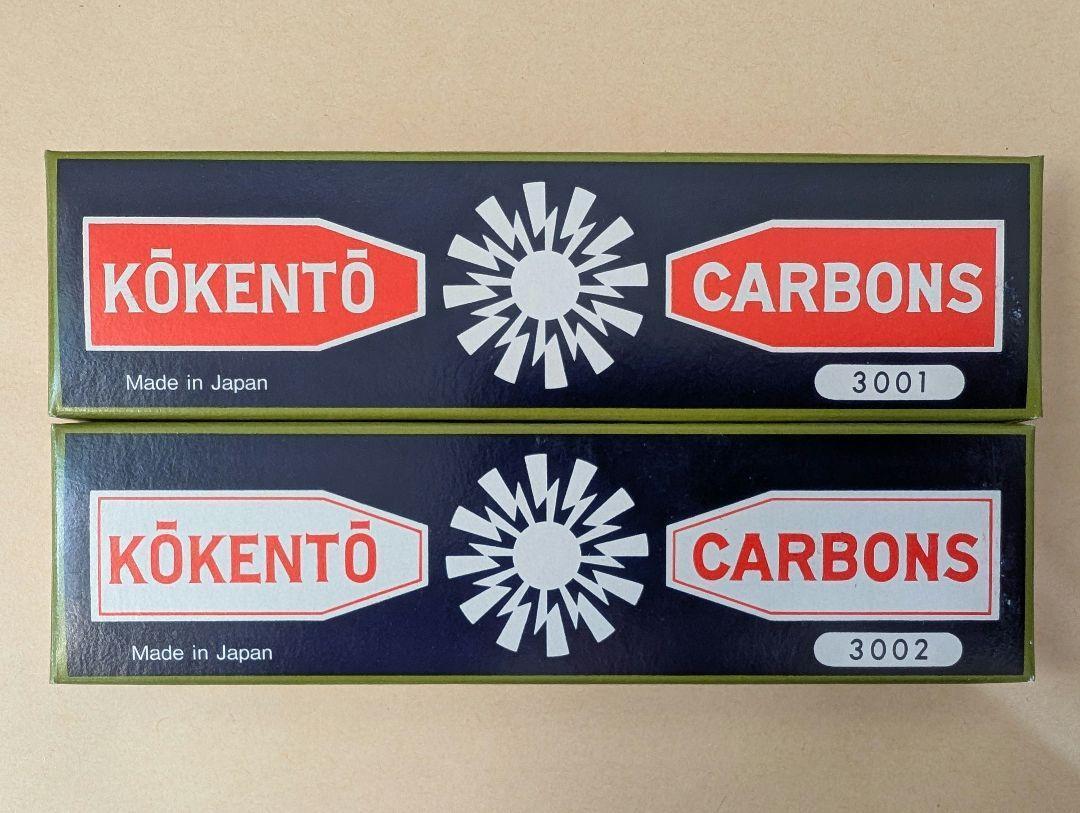 KŌKENTŌ CARBONS
Made in Japan 3001
KŌKENTŌ CARBONS
Made in Japan 3002